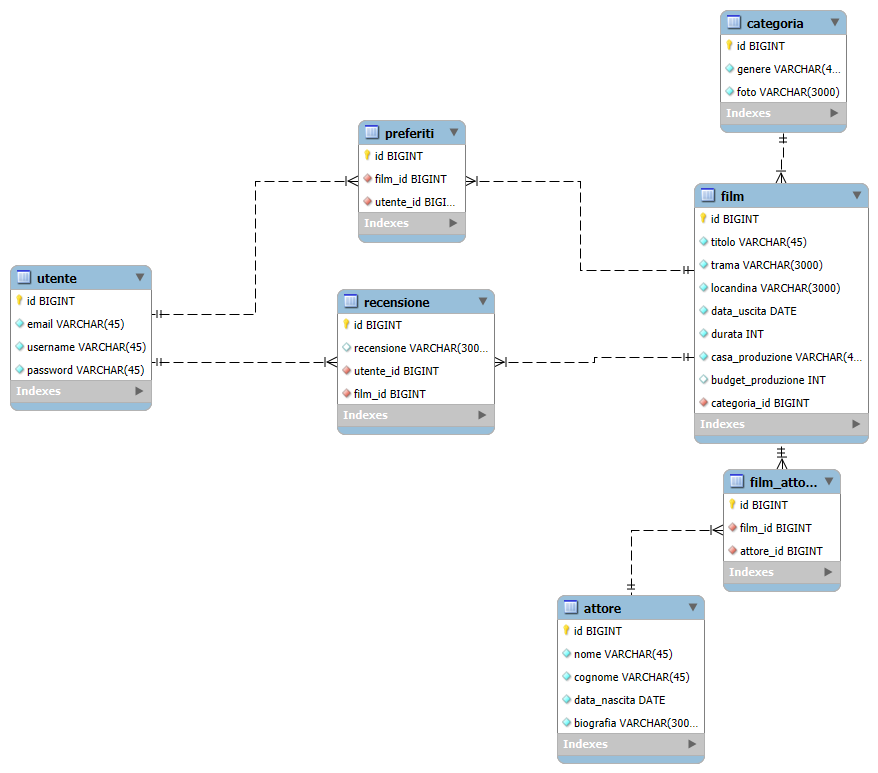 categoria
id BIGINT
genere VARCHAR(4...
foto VARCHAR(3000)
Indexes
preferiti
id BIGINT
film_id BIGINT
utente_id BIGI...
Indexes
film
id BIGINT
titolo VARCHAR(45)
trama VARCHAR(3000)
locandina VARCHAR(3000)
data_uscita DATE
durata INT
casa_produzione VARCHAR(4...
budget_produzione INT
categoria_id BIGINT
Indexes
utente
id BIGINT
email VARCHAR(45)
username VARCHAR(45)
password VARCHAR(45)
Indexes
recensione
id BIGINT
recensione VARCHAR(300...
utente_id BIGINT
film_id BIGINT
Indexes
film_atto...
id BIGINT
film_id BIGINT
attore_id BIGINT
Indexes
attore
id BIGINT
nome VARCHAR(45)
cognome VARCHAR(45)
data_nascita DATE
biografia VARCHAR(300...
Indexes